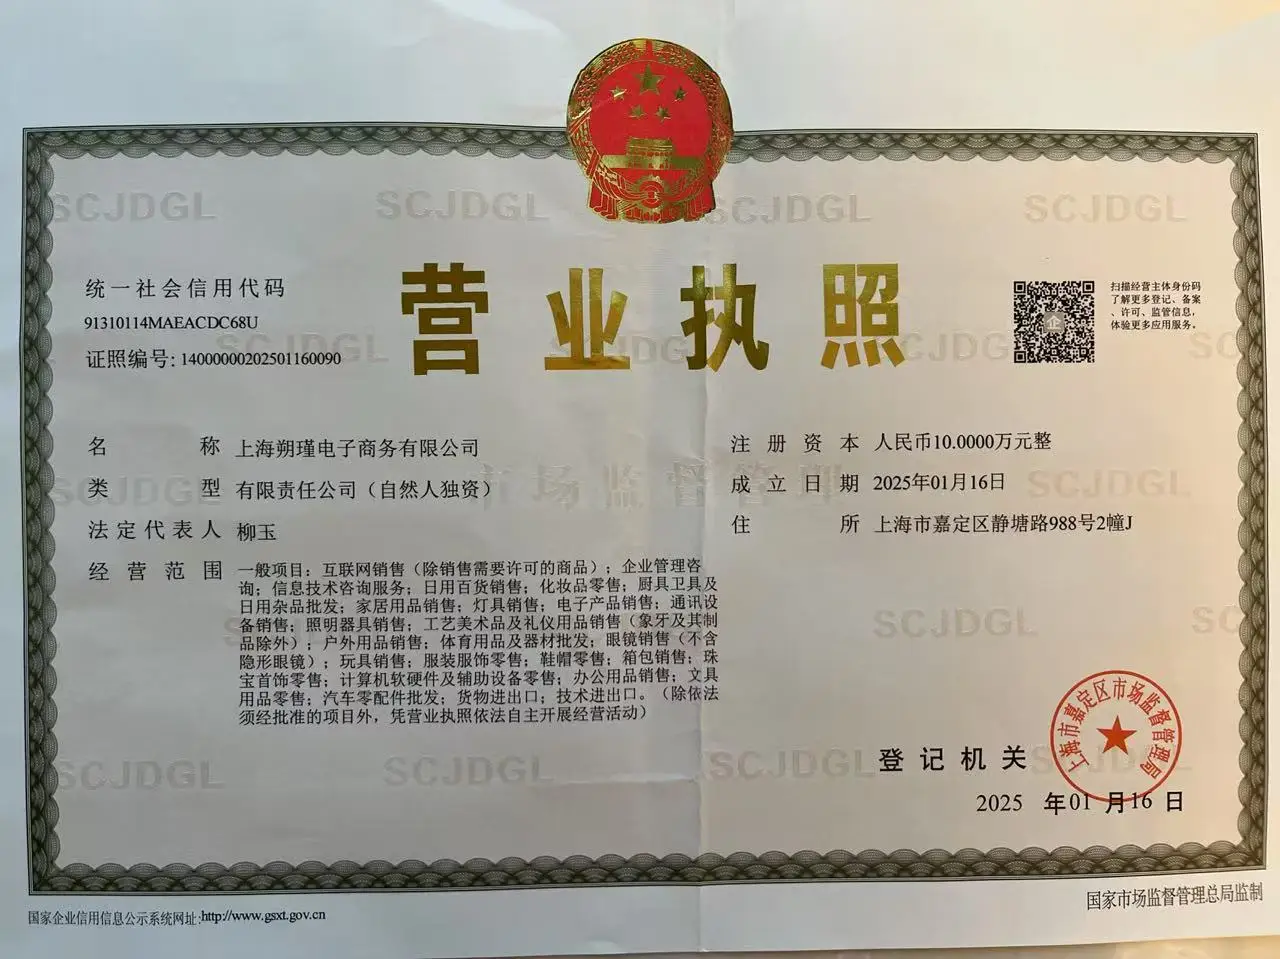 SCJDGL SCJDGL SCJDGL SCJDGL
营业执照
统一社会信用代码
91310114MAEACDC68U
证照编号: 14000000202501160090
扫描经营主体身份码
了解更多登记、备案
、许可、监管信息,
体验更多应用服务。
企
名称 上海朔瑾电子商务有限公司
类型 有限责任公司(自然人独资)
法定代表人 柳玉
经营范围 一般项目:互联网销售(除销售需要许可的商品);企业管理咨
询;信息技术咨询服务;日用百货销售;化妆品零售;厨具卫具及
日用杂品批发;家居用品销售;灯具销售;电子产品销售;通讯设
备销售;照明器具销售;工艺美术品及礼仪用品销售(象牙及其制
品除外);户外用品销售;体育用品及器材批发;眼镜销售(不含
隐形眼镜);玩具销售;服装服饰零售;鞋帽零售;箱包销售;珠
宝首饰零售;计算机软硬件及辅助设备零售;办公用品销售;文具
用品零售;汽车零配件批发;货物进出口;技术进出口。(除依法
须经批准的项目外,凭营业执照依法自主开展经营活动)
注册资本 人民币10.0000万元整
成立日期 2025年01月16日
住所 上海市嘉定区静塘路988号2幢J
市场监督管理
登记机关
上海市嘉定区市场监督管理局
2025 年01 月16 日
SCJDGL SCJDGL SCJDGL SCJDGL
国家企业信用信息公示系统网址:http://www.gsxt.gov.cn
国家市场监督管理总局监制